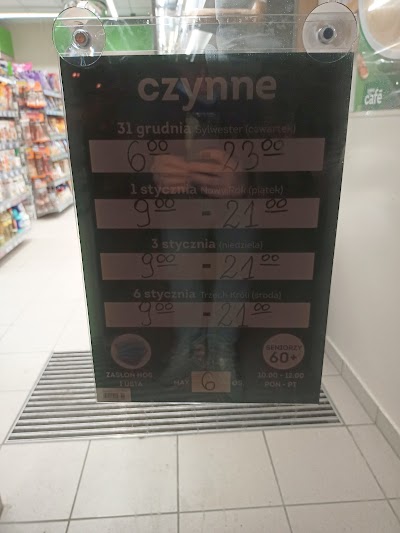 czynne
31 grudnia Sylwester (czwartek)
6⁰⁰ - 23⁰⁰
1 stycznia Nowy Rok (piątek)
9⁰⁰ - 21⁰⁰
3 stycznia (niedziela)
9⁰⁰ - 21⁰⁰
6 stycznia Trzech Króli (środa)
9⁰⁰ - 21⁰⁰
ZASŁOŃ NOS
I USTA
MAX 6 OS
SENIORZY
60+
10.00 - 12.00
PON - PT
café